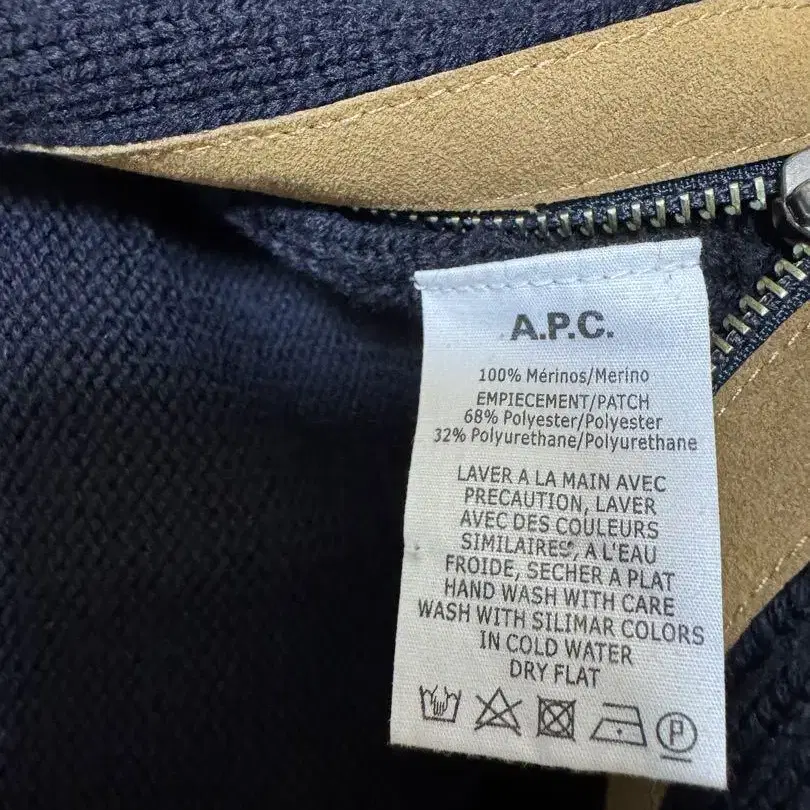 A.P.C.
100% Mérinos/Merino
EMPIECEMENT/PATCH
68% Polyester/Polyester
32% Polyurethane/Polyurethane
LAVER A LA MAIN AVEC
PRECAUTION, LAVER
AVEC DES COULEURS
SIMILAIRES, A L'EAU
FROIDE, SECHER A PLAT
HAND WASH WITH CARE
WASH WITH SILIMAR COLORS
IN COLD WATER
DRY FLAT
P